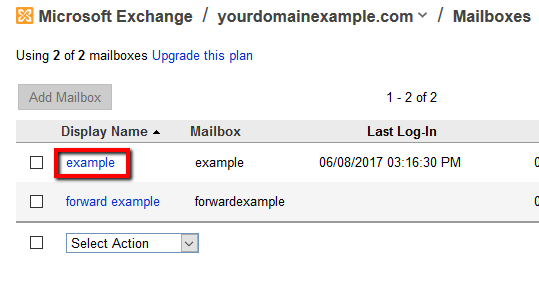 Microsoft Exchange / yourdomainexample.com / Mailboxes
Using 2 of 2 mailboxes Upgrade this plan
Add Mailbox 1 - 2 of 2
Display Name Mailbox Last Log-In
example example 06/08/2017 03:16:30 PM 0
forward example forwardexample 0
Select Action